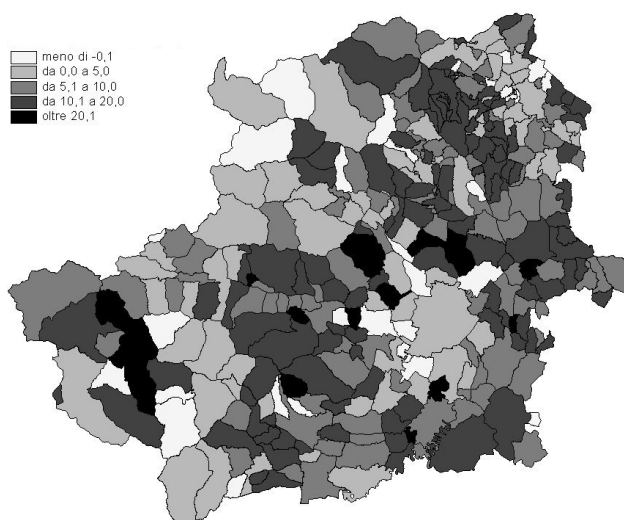 meno di -0,1
da 0,0 a 5,0
da 5,1 a 10,0
da 10,1 a 20,0
oltre 20,1